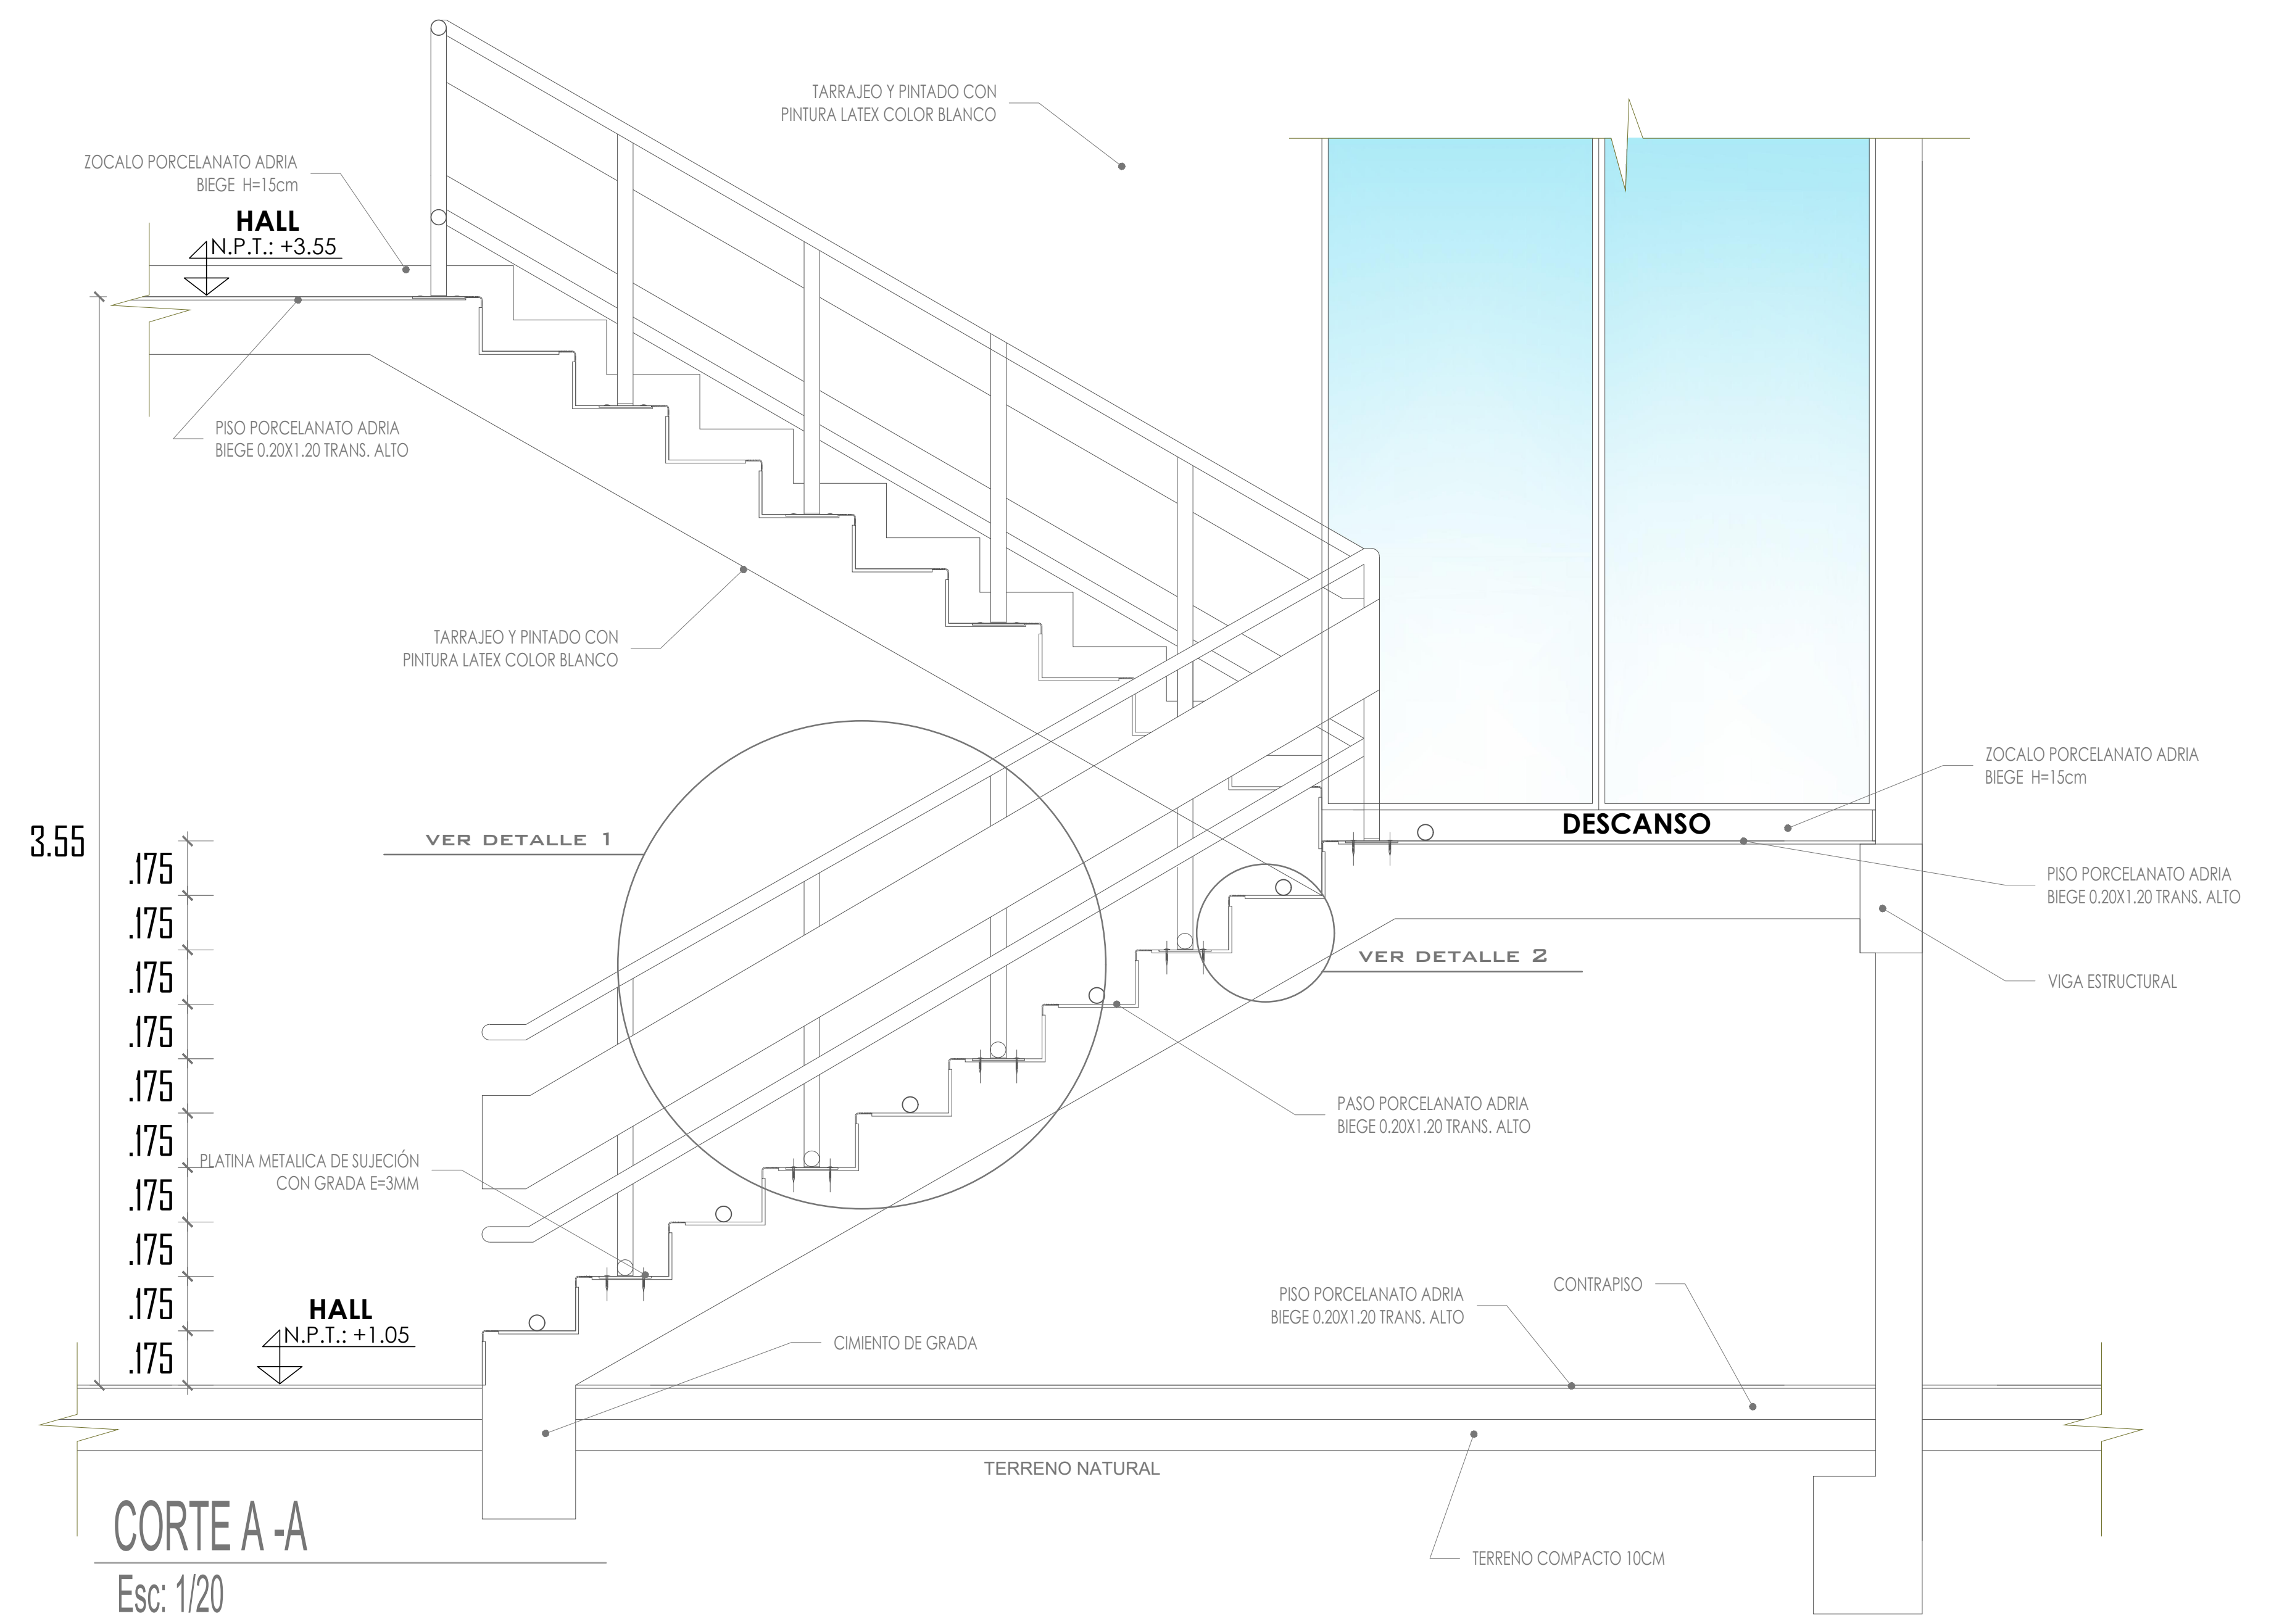 TARRAJEO Y PINTADO CON
PINTURA LATEX COLOR BLANCO
ZOCALO PORCELANATO ADRIA
BIEGE H=15cm
HALL
N.P.T.: +3.55
PISO PORCELANATO ADRIA
BIEGE 0.20X1.20 TRANS. ALTO
TARRAJEO Y PINTADO CON
PINTURA LATEX COLOR BLANCO
ZOCALO PORCELANATO ADRIA
BIEGE H=15cm
DESCANSO
VER DETALLE 1
3.55
.175
.175
.175
.175
.175
.175
.175
.175
.175
.175
PISO PORCELANATO ADRIA
BIEGE 0.20X1.20 TRANS. ALTO
VER DETALLE 2
VIGA ESTRUCTURAL
PASO PORCELANATO ADRIA
BIEGE 0.20X1.20 TRANS. ALTO
PLATINA METALICA DE SUJECIÓN
CON GRADA E=3MM
HALL
N.P.T.: +1.05
CIMIENTO DE GRADA
PISO PORCELANATO ADRIA
BIEGE 0.20X1.20 TRANS. ALTO
CONTRAPISO
TERRENO NATURAL
TERRENO COMPACTO 10CM
CORTE A -A
Esc: 1/20